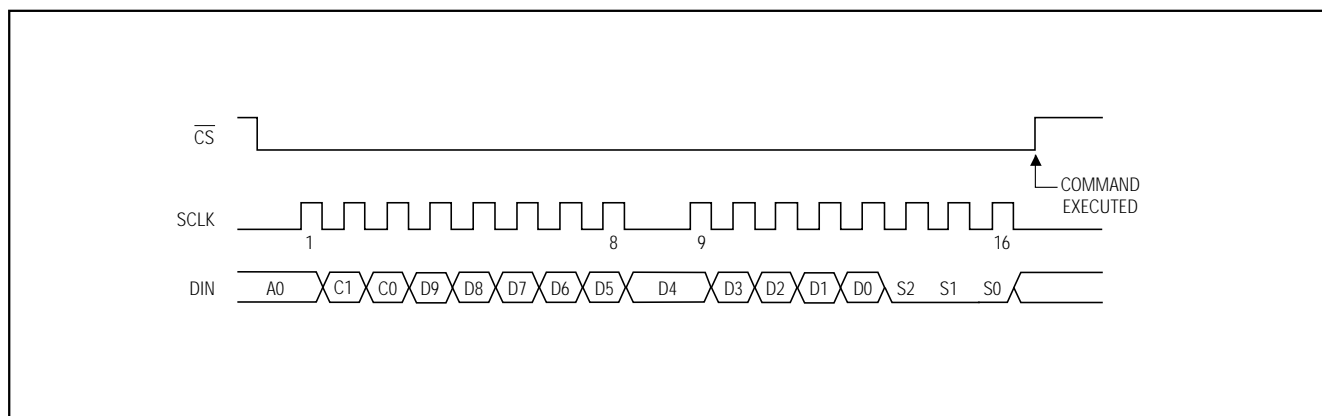 C̅S̅
COMMAND
EXECUTED
SCLK
1 8 9 16
DIN A0 C1 C0 D9 D8 D7 D6 D5 D4 D3 D2 D1 D0 S2 S1 S0